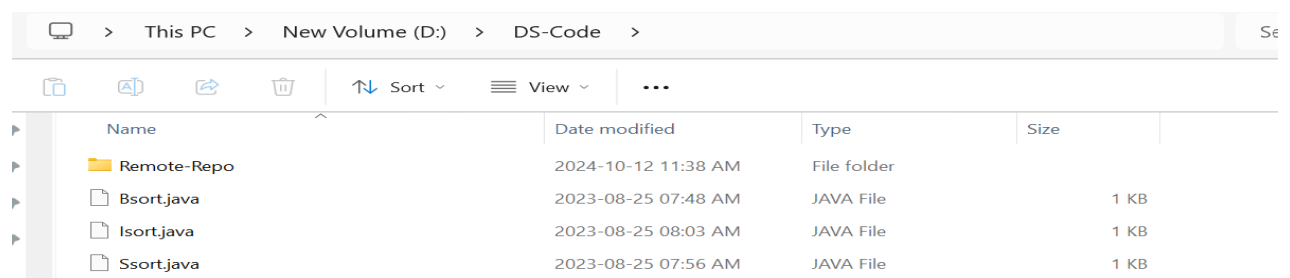 > This PC > New Volume (D:) > DS-Code > Se
Sort View •••
Name Date modified Type Size
Remote-Repo 2024-10-12 11:38 AM File folder
Bsort.java 2023-08-25 07:48 AM JAVA File 1 KB
Isort.java 2023-08-25 08:03 AM JAVA File 1 KB
Ssort.java 2023-08-25 07:56 AM JAVA File 1 KB